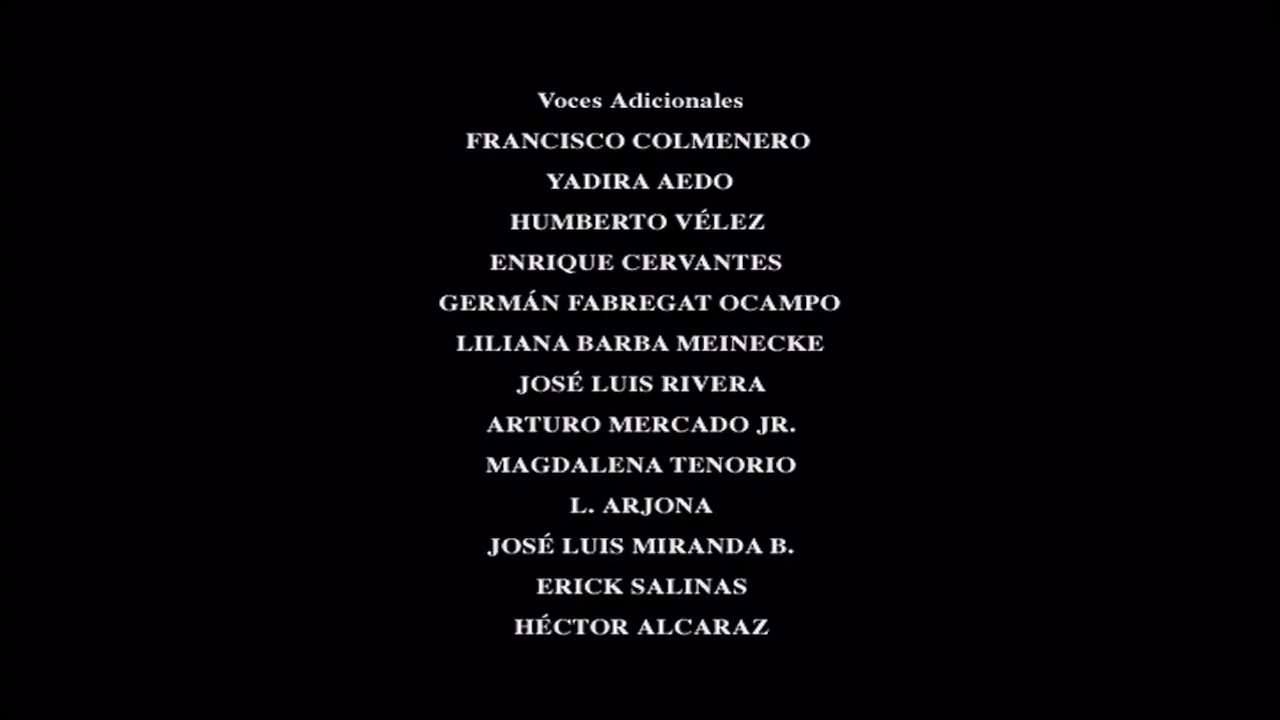 Voces Adicionales
FRANCISCO COLMENERO
YADIRA AEDO
HUMBERTO VÉLEZ
ENRIQUE CERVANTES
GERMÁN FABREGAT OCAMPO
LILIANA BARBA MEINECKE
JOSÉ LUIS RIVERA
ARTURO MERCADO JR.
MAGDALENA TENORIO
L. ARJONA
JOSÉ LUIS MIRANDA B.
ERICK SALINAS
HÉCTOR ALCARAZ